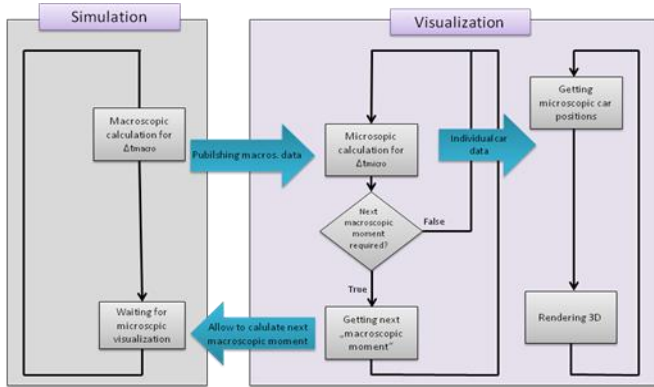 Simulation
Visualization
Macroscopic
calculation for
Δtmacro
Publishing macros. data
Microsopic
calculation for
Δtmicro
Individual car
data
Getting
microscopic car
positions
Next
macroscopic
moment
required?
False
True
Waiting for
microscpic
visualization
Allow to calulate next
macroscopic moment
Getting next
„macroscopic
moment"
Rendering 3D